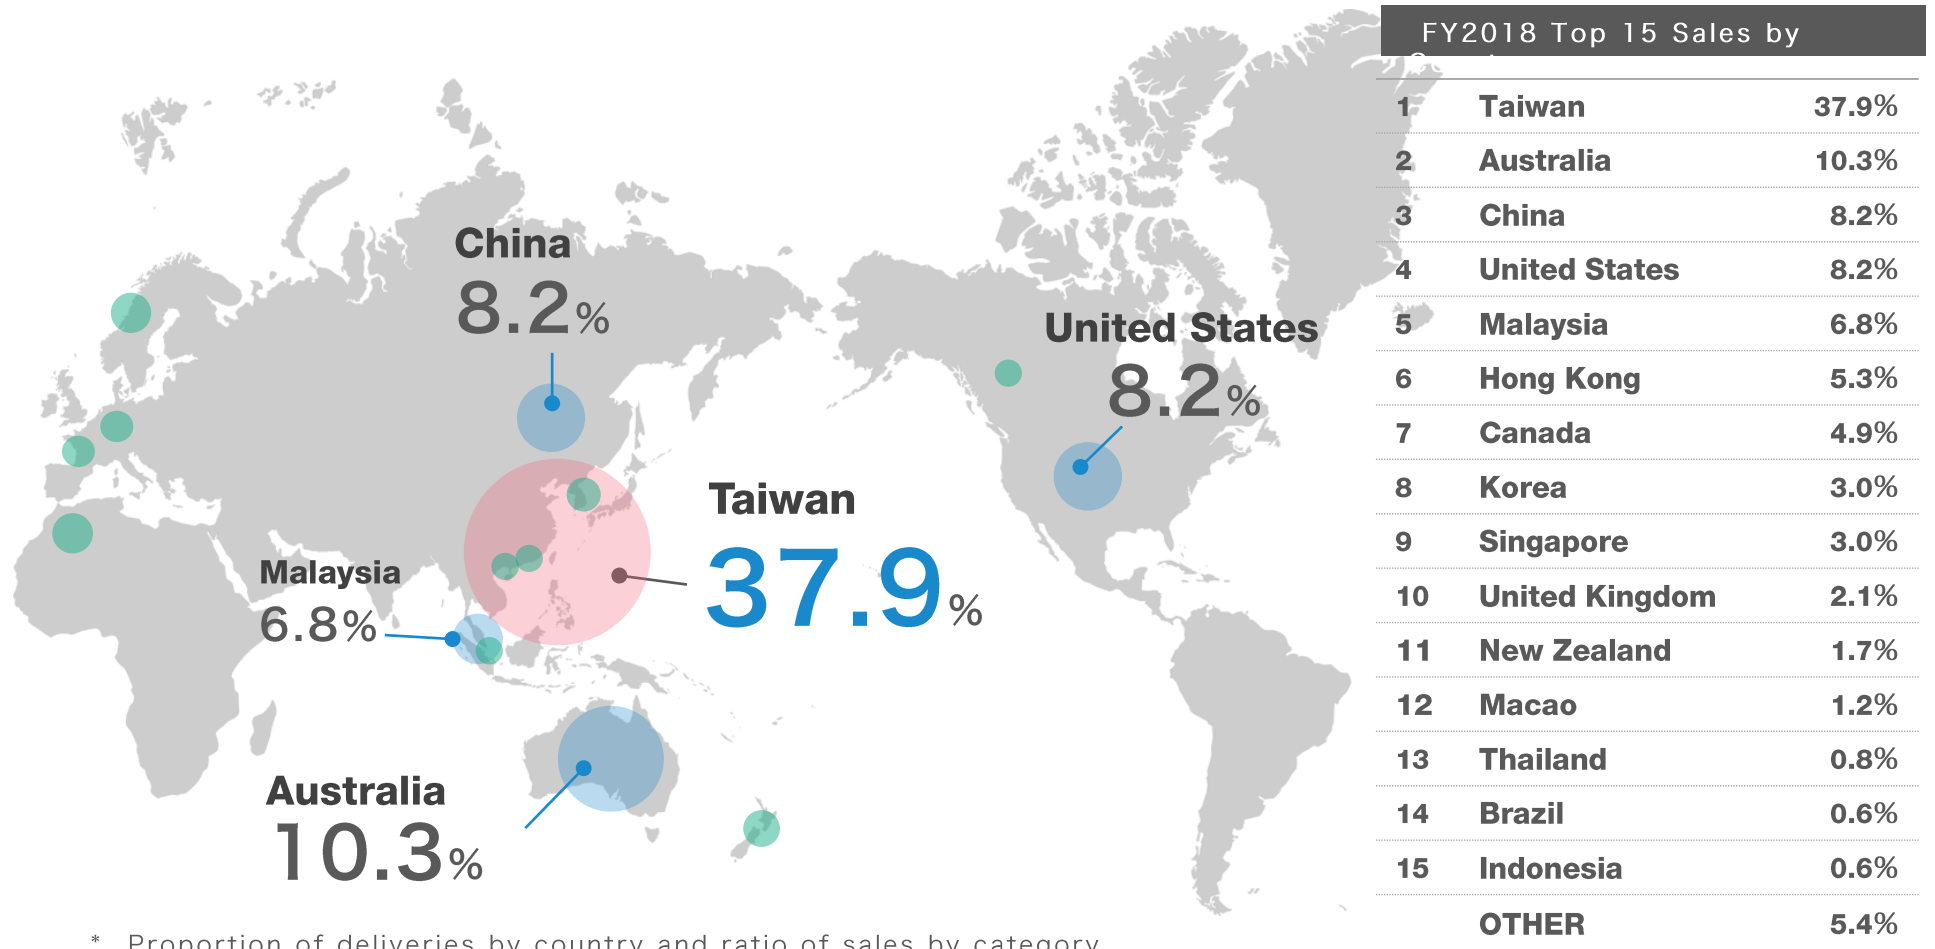 FY2018 Top 15 Sales by
China
8.2%
United States
8.2%
Taiwan
37.9%
Malaysia
6.8%
Australia
10.3%
1 Taiwan 37.9%
2 Australia 10.3%
3 China 8.2%
4 United States 8.2%
5 Malaysia 6.8%
6 Hong Kong 5.3%
7 Canada 4.9%
8 Korea 3.0%
9 Singapore 3.0%
10 United Kingdom 2.1%
11 New Zealand 1.7%
12 Macao 1.2%
13 Thailand 0.8%
14 Brazil 0.6%
15 Indonesia 0.6%
OTHER 5.4%
* Proportion of deliveries by country and ratio of sales by category